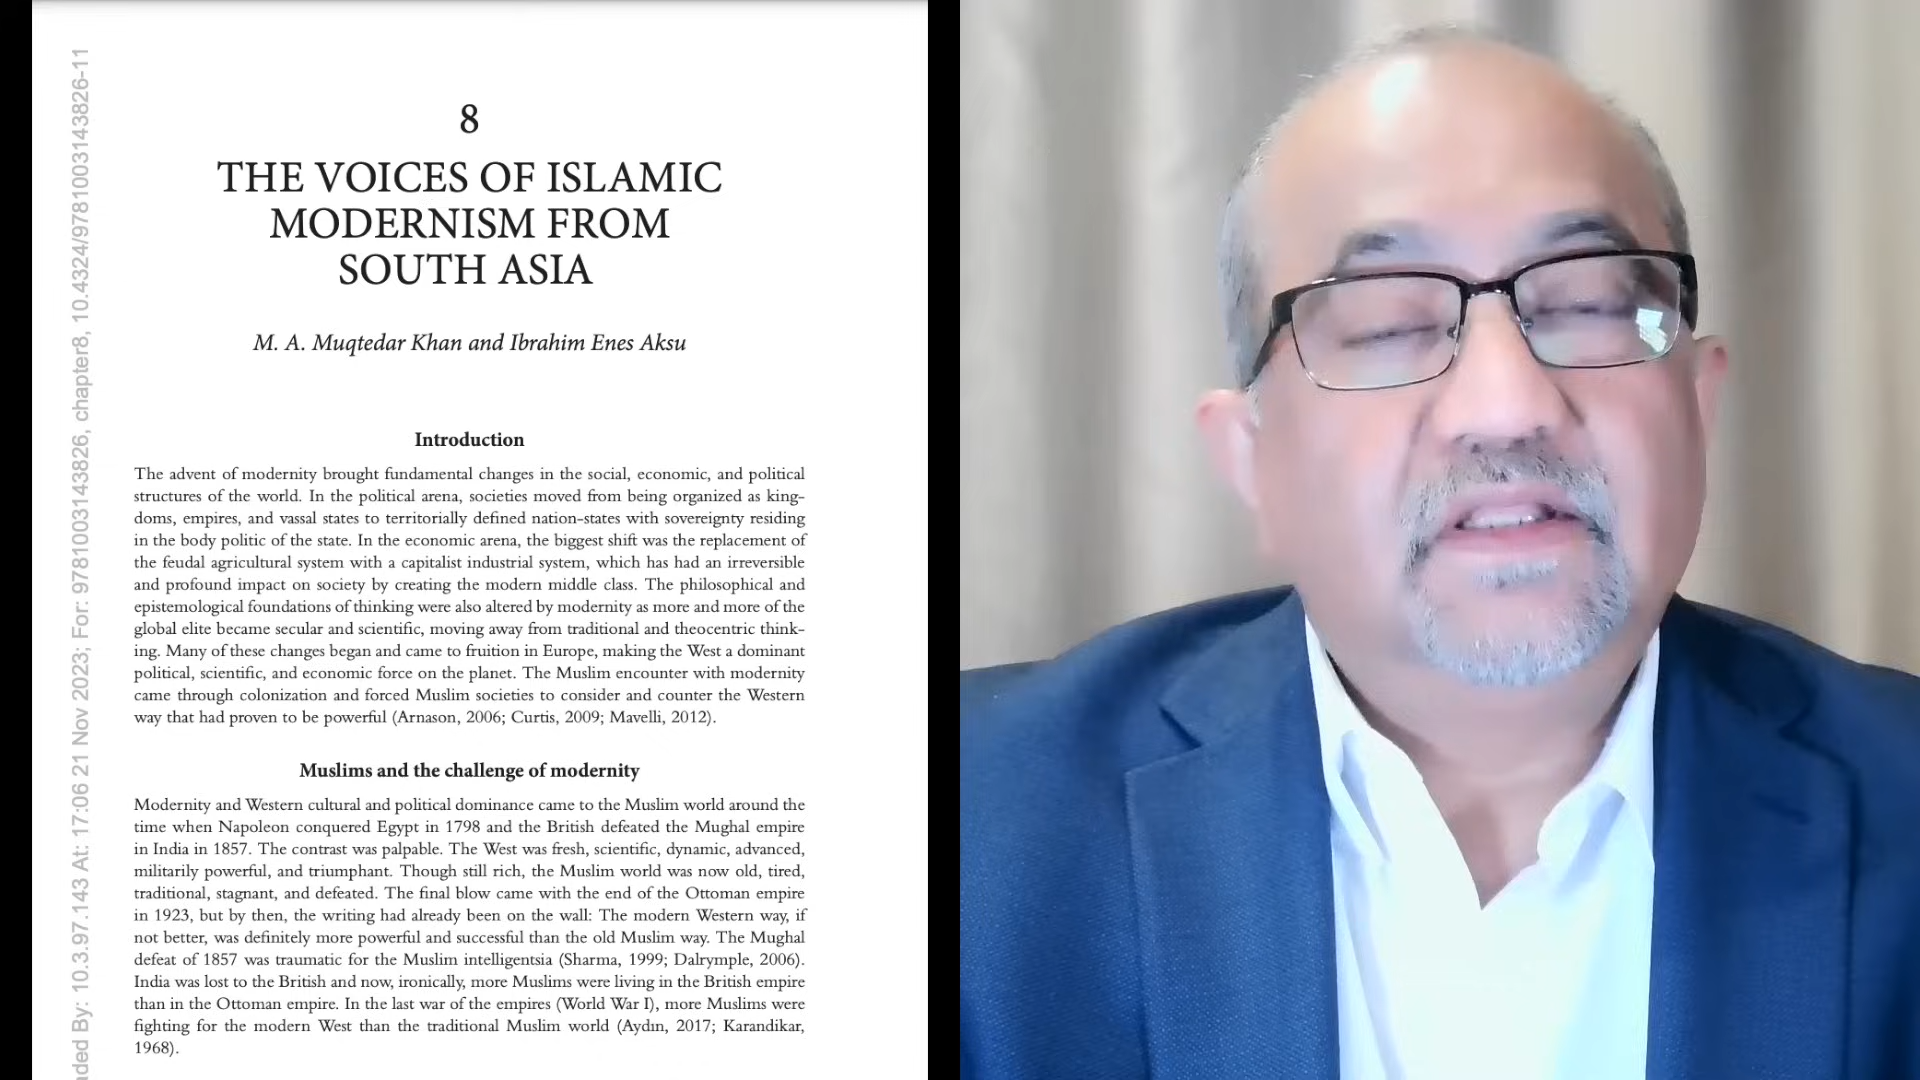 8
THE VOICES OF ISLAMIC
MODERNISM FROM
SOUTH ASIA
M. A. Muqtedar Khan and Ibrahim Enes Aksu
Introduction
The advent of modernity brought fundamental changes in the social, economic, and political
structures of the world. In the political arena, societies moved from being organized as king-
doms, empires, and vassal states to territorially defined nation-states with sovereignty residing
in the body politic of the state. In the economic arena, the biggest shift was the replacement of
the feudal agricultural system with a capitalist industrial system, which has had an irreversible
and profound impact on society by creating the modern middle class. The philosophical and
epistemological foundations of thinking were also altered by modernity as more and more of the
global elite became secular and scientific, moving away from traditional and theocentric think-
ing. Many of these changes began and came to fruition in Europe, making the West a dominant
political, scientific, and economic force on the planet. The Muslim encounter with modernity
came through colonization and forced Muslim societies to consider and counter the Western
way that had proven to be powerful (Arnason, 2006; Curtis, 2009; Mavelli, 2012).
Muslims and the challenge of modernity
Modernity and Western cultural and political dominance came to the Muslim world around the
time when Napoleon conquered Egypt in 1798 and the British defeated the Mughal empire
in India in 1857. The contrast was palpable. The West was fresh, scientific, dynamic, advanced,
militarily powerful, and triumphant. Though still rich, the Muslim world was now old, tired,
traditional, stagnant, and defeated. The final blow came with the end of the Ottoman empire
in 1923, but by then, the writing had already been on the wall: The modern Western way, if
not better, was definitely more powerful and successful than the old Muslim way. The Mughal
defeat of 1857 was traumatic for the Muslim intelligentsia (Sharma, 1999; Dalrymple, 2006).
India was lost to the British and now, ironically, more Muslims were living in the British empire
than in the Ottoman empire. In the last war of the empires (World War I), more Muslims were
fighting for the modern West than the traditional Muslim world (Aydın, 2017; Karandikar,
1968).
ded By: 10.3.97.143 At: 17:06 21 Nov 2023; For: 9781003143826, chapter8, 10.4324/9781003143826-11